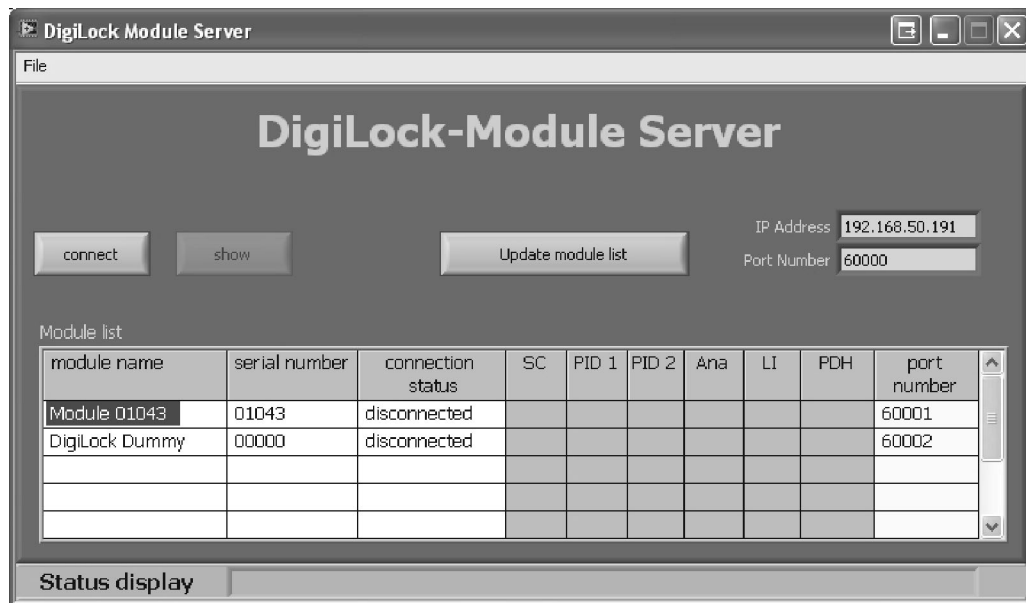 DigiLock Module Server
File
DigiLock-Module Server
IP Address 192.168.50.191
connect show Update module list
Port Number 60000
Module list
module name serial number connection status SC PID 1 PID 2 Ana LI PDH port number
Module 01043 01043 disconnected 60001
DigiLock Dummy 00000 disconnected 60002
Status display